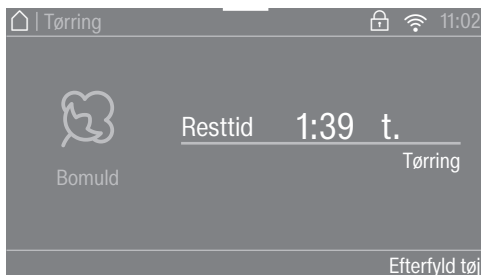 | Tørring 11:02
Resttid 1:39 t.
Tørring
Bomuld
Efterfyld tøj